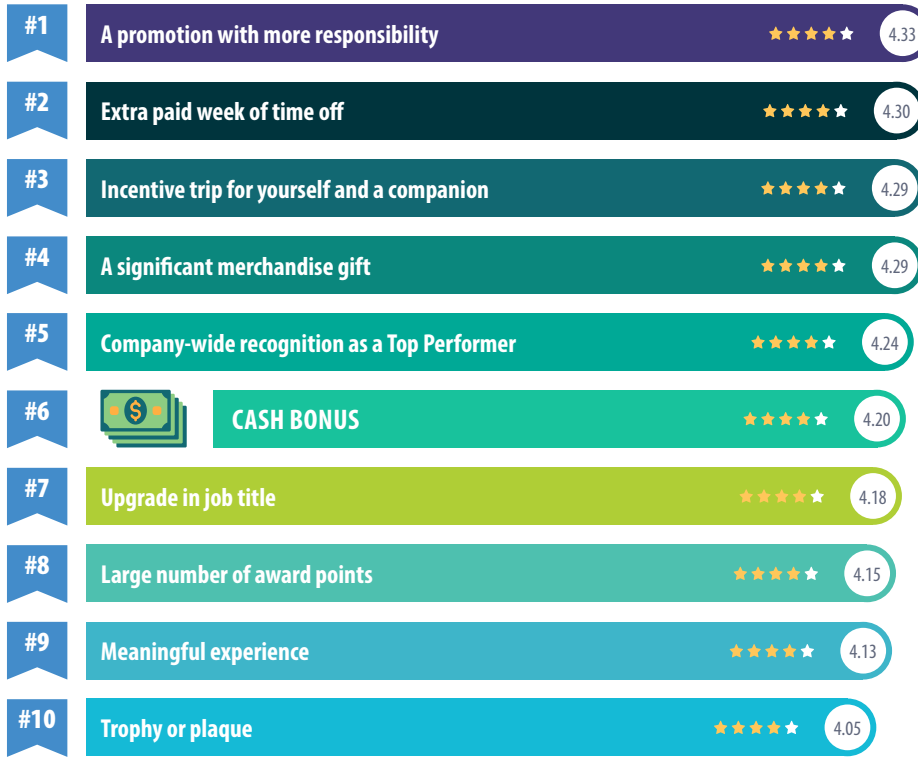 #1
A promotion with more responsibility 4.33
#2
Extra paid week of time off 4.30
#3
Incentive trip for yourself and a companion 4.29
#4
A significant merchandise gift 4.29
#5
Company-wide recognition as a Top Performer 4.24
#6
$ CASH BONUS 4.20
#7
Upgrade in job title 4.18
#8
Large number of award points 4.15
#9
Meaningful experience 4.13
#10
Trophy or plaque 4.05